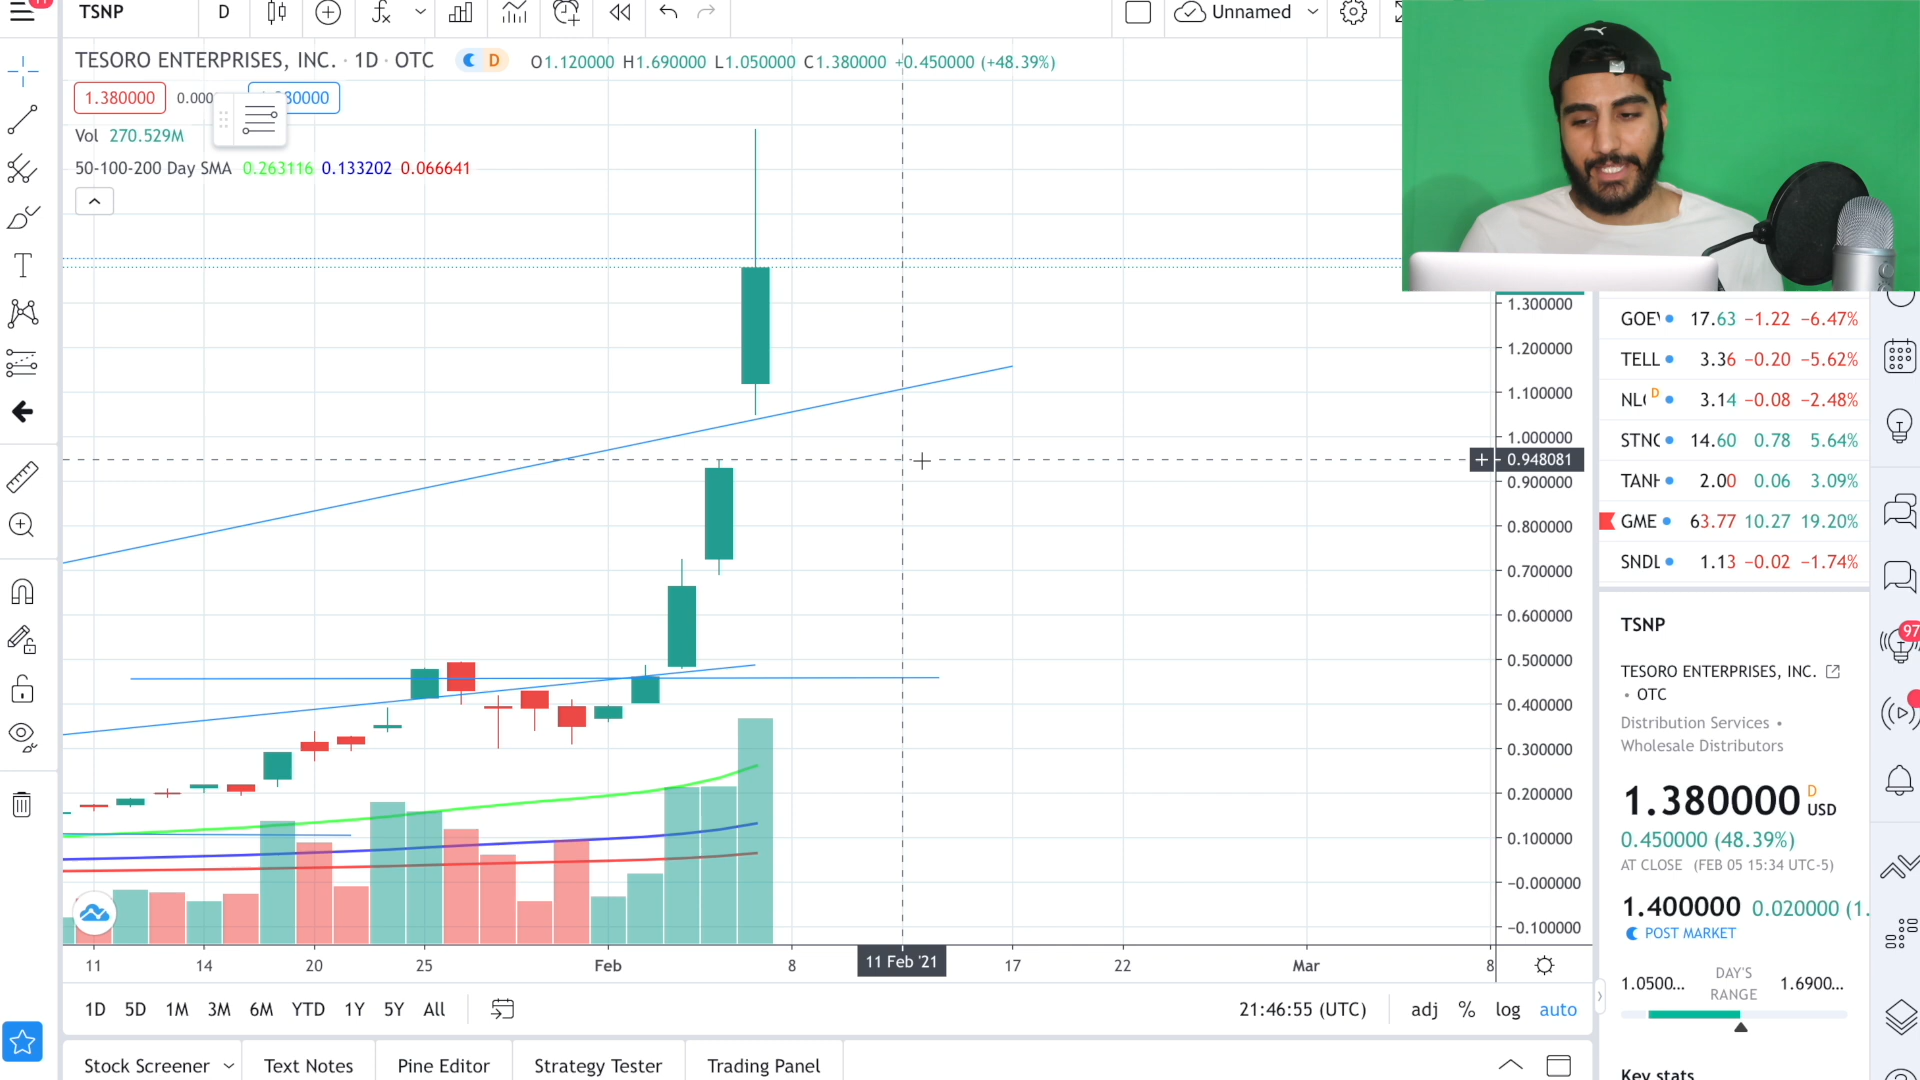 TSNP D Unnamed
TESORO ENTERPRISES, INC. · 1D · OTC D O1.120000 H1.690000 L1.050000 C1.380000 +0.450000 (+48.39%)
1.380000
Vol 270.529M
50-100-200 Day SMA 0.263116 0.133202 0.066641
1.300000
1.200000
1.100000
1.000000
0.948081
0.900000
0.800000
0.700000
0.600000
0.500000
0.400000
0.300000
0.200000
0.100000
−0.000000
−0.100000
11 14 20 25 Feb 8 11 Feb '21 17 22 Mar 8
1D 5D 1M 3M 6M YTD 1Y 5Y All 21:46:55 (UTC) adj % log auto
Stock Screener Text Notes Pine Editor Strategy Tester Trading Panel
17.63 −1.22 −6.47%
TELL 3.36 −0.20 −5.62%
D 3.14 −0.08 −2.48%
14.60 0.78 5.64%
2.00 0.06 3.09%
GME 63.77 10.27 19.20%
SNDL 1.13 −0.02 −1.74%
TSNP
TESORO ENTERPRISES, INC.
• OTC
Distribution Services •
Wholesale Distributors
1.380000 D USD
0.450000 (48.39%)
AT CLOSE (FEB 05 15:34 UTC-5)
1.400000 0.020000 (1.
POST MARKET
1.0500... DAY'S RANGE 1.6900...
Key stats
97